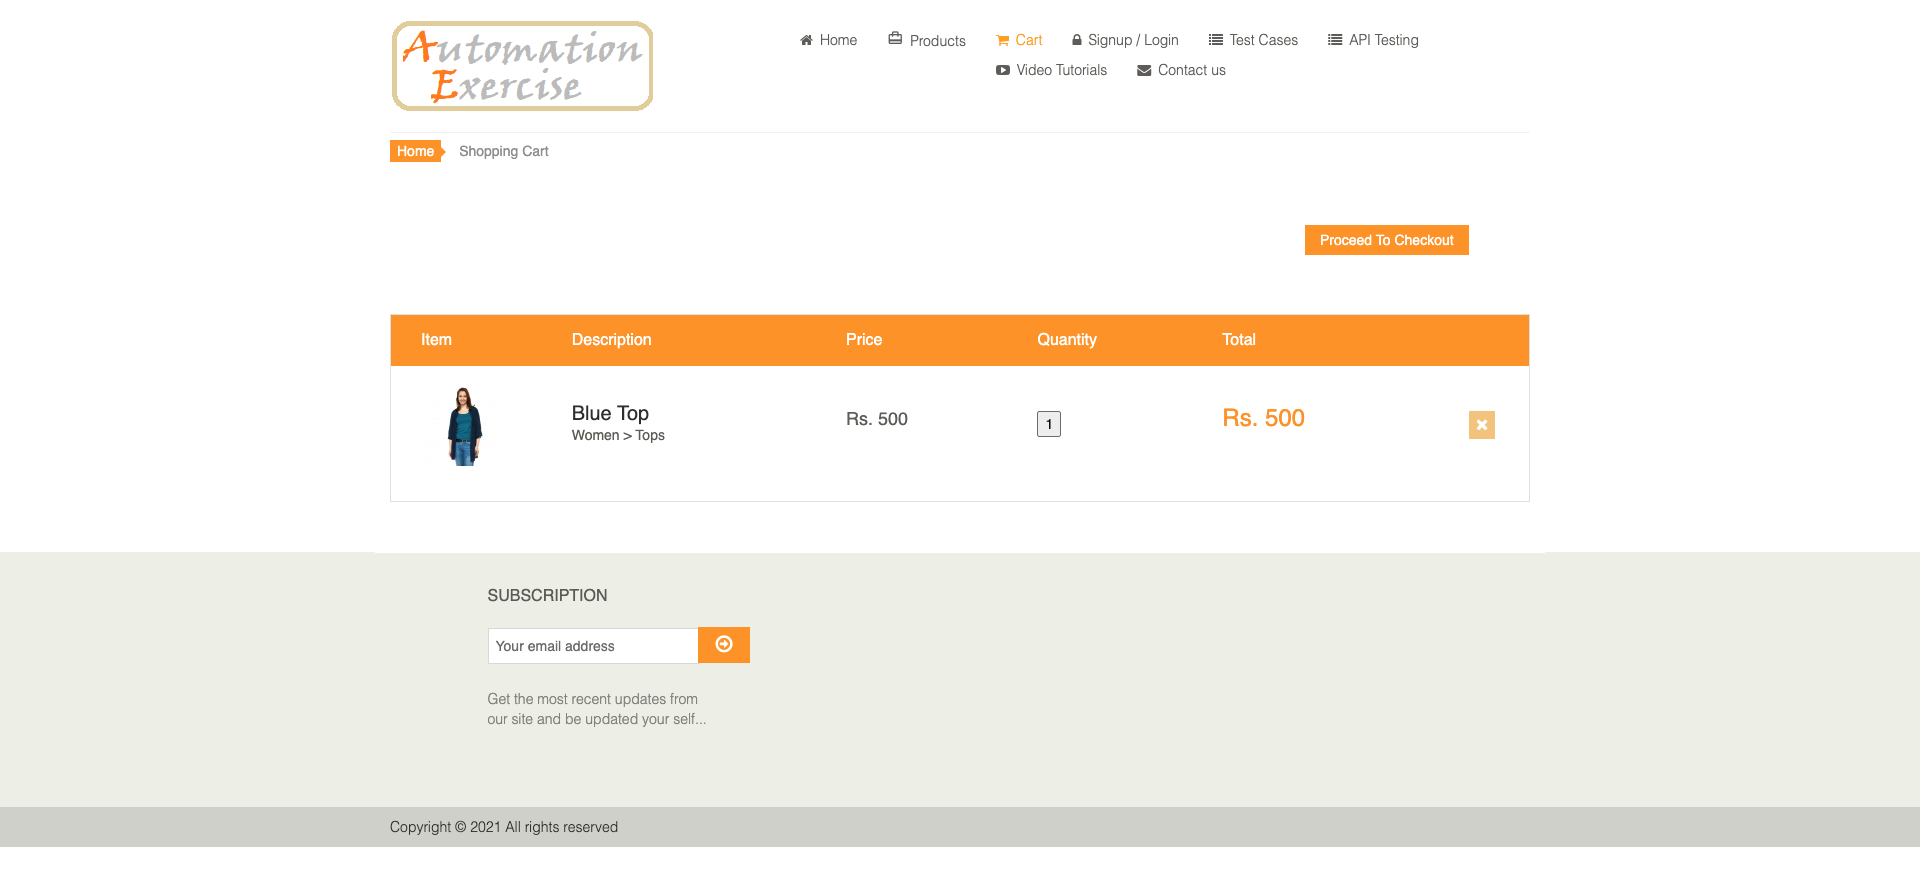 Automation
Exercise
Home Products Cart Signup / Login Test Cases API Testing
Video Tutorials Contact us
Home Shopping Cart
Proceed To Checkout
Item Description Price Quantity Total
Blue Top Rs. 500 1 Rs. 500
Women > Tops
SUBSCRIPTION
Your email address
Get the most recent updates from
our site and be updated your self...
Copyright © 2021 All rights reserved